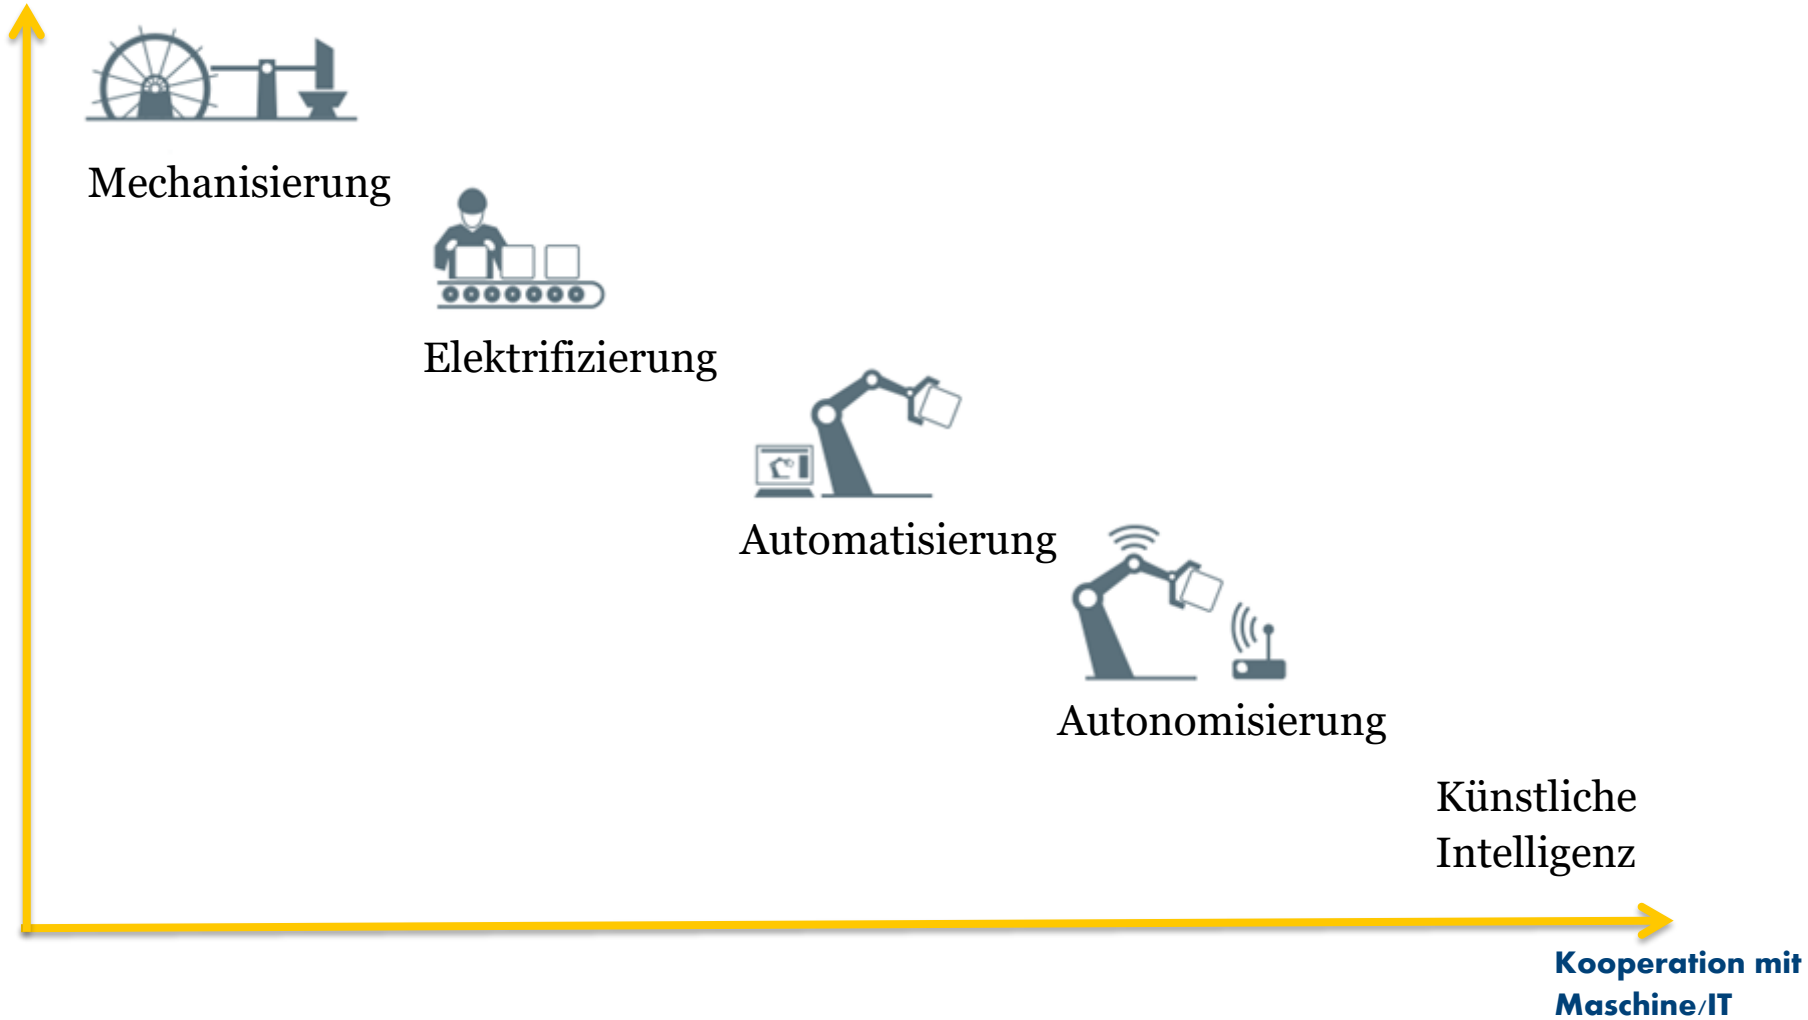 Mechanisierung
Elektrifizierung
Automatisierung
Autonomisierung
Künstliche
Intelligenz
Kooperation mit
Maschine/IT